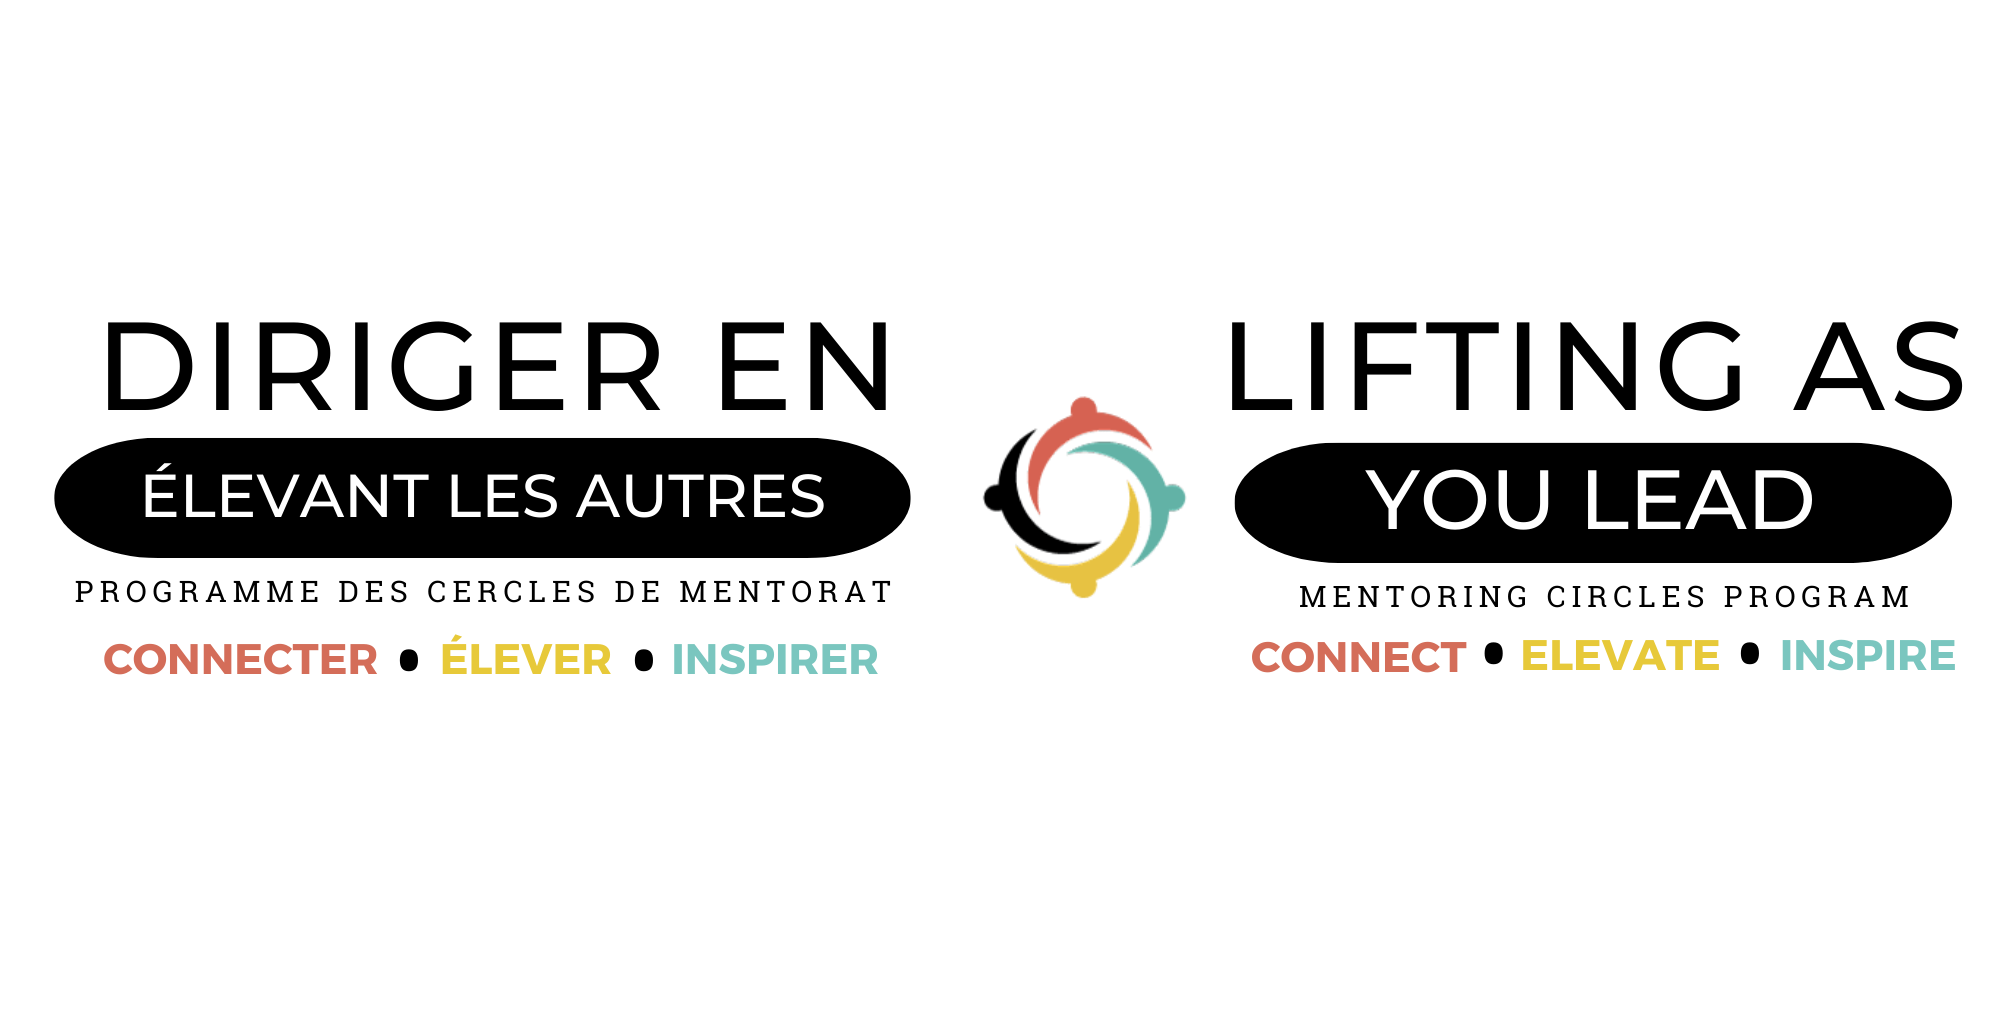 DIRIGER EN
ÉLEVANT LES AUTRES
PROGRAMME DES CERCLES DE MENTORAT
CONNECTER • ÉLEVER • INSPIRER
LIFTING AS
YOU LEAD
MENTORING CIRCLES PROGRAM
CONNECT • ELEVATE • INSPIRE